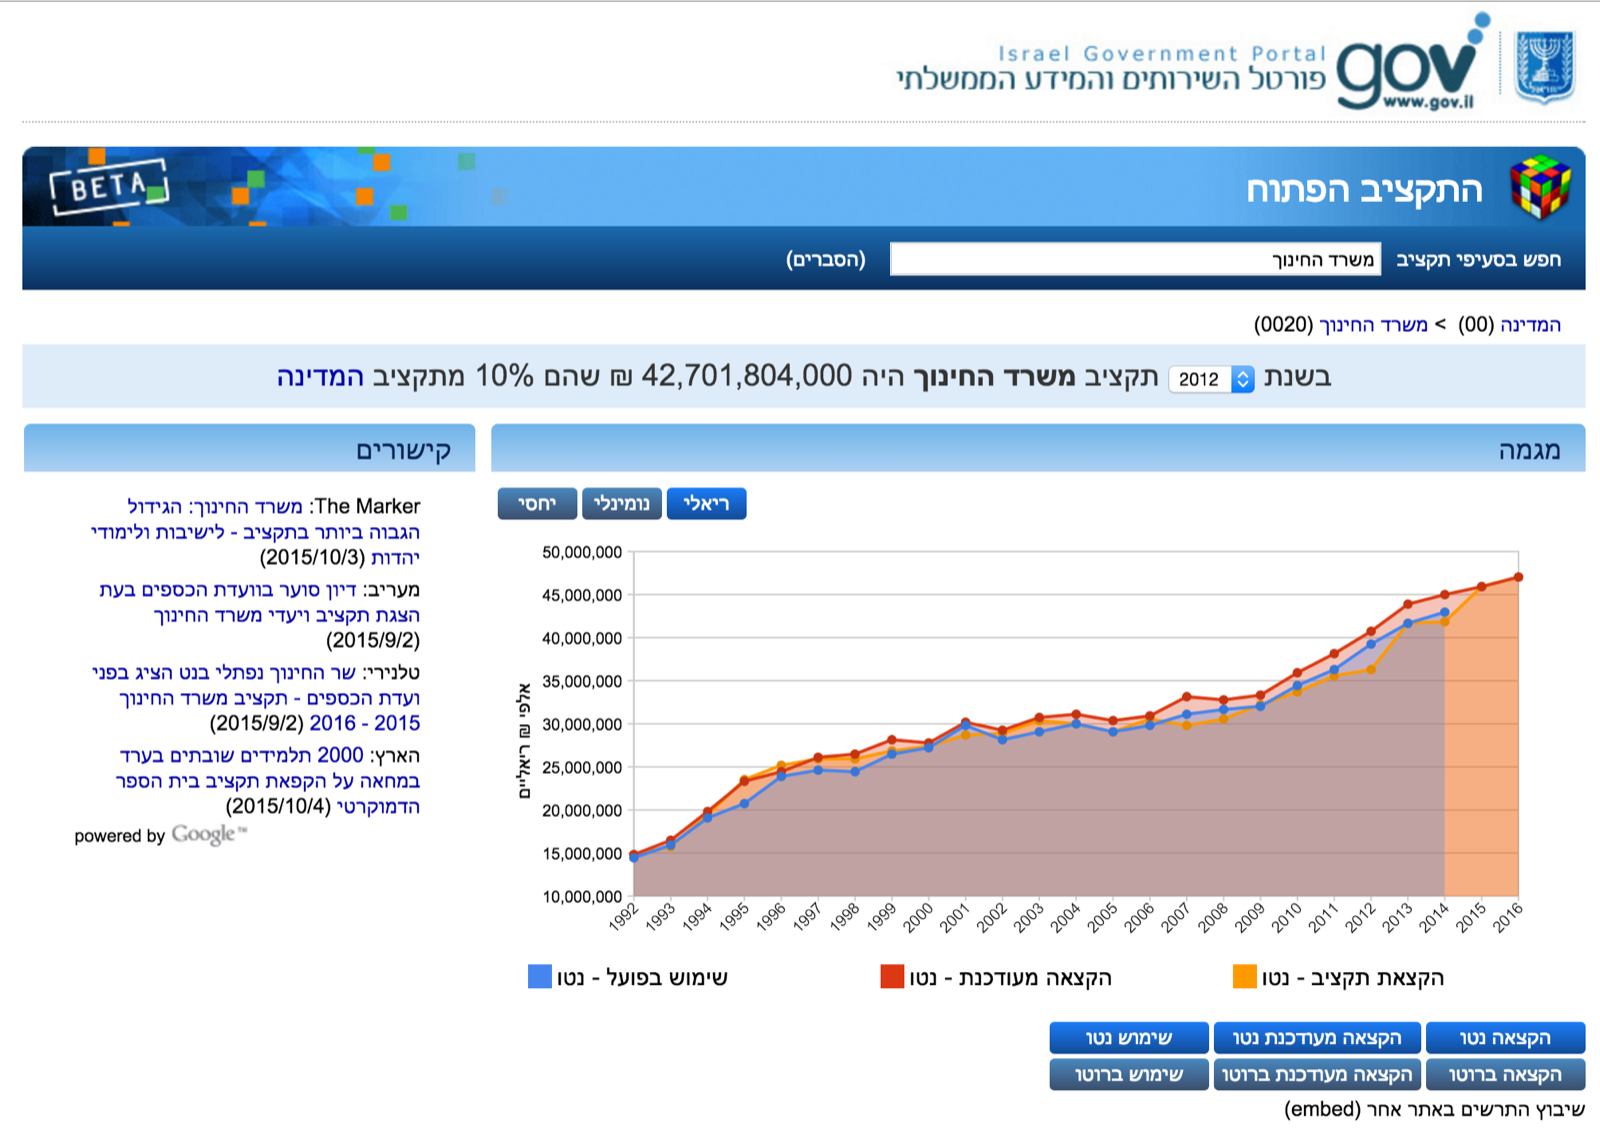 Israel Government Portal
פורטל השירותים והמידע הממשלתי
gov
www.gov.il
BETA
התקציב הפתוח
חפש בסעיפי תקציב משרד החינוך (הסברים)
המדינה (00) > משרד החינוך (0020)
בשנת 2012 תקציב משרד החינוך היה 42,701,804,000 ₪ שהם 10% מתקציב המדינה
מגמה
ריאלי נומינלי יחסי
50,000,000
45,000,000
40,000,000
35,000,000
30,000,000
25,000,000
20,000,000
15,000,000
10,000,000
אלפי ₪ ריאליים
1992 1993 1994 1995 1996 1997 1998 1999 2000 2001 2002 2003 2004 2005 2006 2007 2008 2009 2010 2011 2012 2013 2014 2015 2016
הקצאת תקציב - נטו
הקצאה מעודכנת - נטו
שימוש בפועל - נטו
הקצאה נטו הקצאה מעודכנת נטו שימוש נטו
הקצאה ברוטו הקצאה מעודכנת ברוטו שימוש ברוטו
שיבוץ התרשים באתר אחר (embed)
קישורים
The Marker: משרד החינוך: הגידול
הגבוה ביותר בתקציב - לישיבות ולימודי
יהדות (2015/10/3)
מעריב: דיון סוער בוועדת הכספים בעת
הצגת תקציב ויעדי משרד החינוך
(2015/9/2)
טלנירי: שר החינוך נפתלי בנט הציג בפני
ועדת הכספים - תקציב משרד החינוך
2015 - 2016 (2015/9/2)
הארץ: 2000 תלמידים שובתים בערד
במחאה על הקפאת תקציב בית הספר
הדמוקרטי (2015/10/4)
powered by Google™